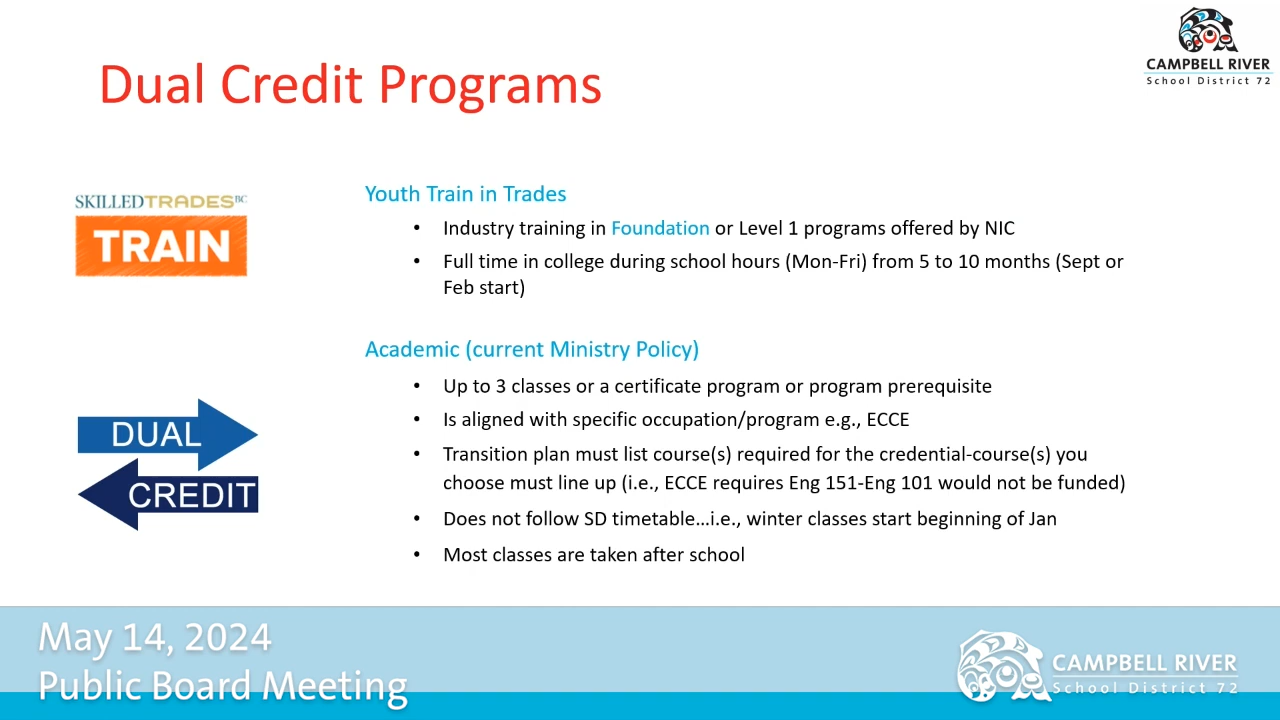 CAMPBELL RIVER
School District 72
Dual Credit Programs
SKILLEDTRADESBC
TRAIN
Youth Train in Trades
• Industry training in Foundation or Level 1 programs offered by NIC
• Full time in college during school hours (Mon-Fri) from 5 to 10 months (Sept or
Feb start)
Academic (current Ministry Policy)
• Up to 3 classes or a certificate program or program prerequisite
• Is aligned with specific occupation/program e.g., ECCE
• Transition plan must list course(s) required for the credential-course(s) you
choose must line up (i.e., ECCE requires Eng 151-Eng 101 would not be funded)
• Does not follow SD timetable...i.e., winter classes start beginning of Jan
• Most classes are taken after school
DUAL
CREDIT
May 14, 2024
Public Board Meeting
CAMPBELL RIVER
School District 72